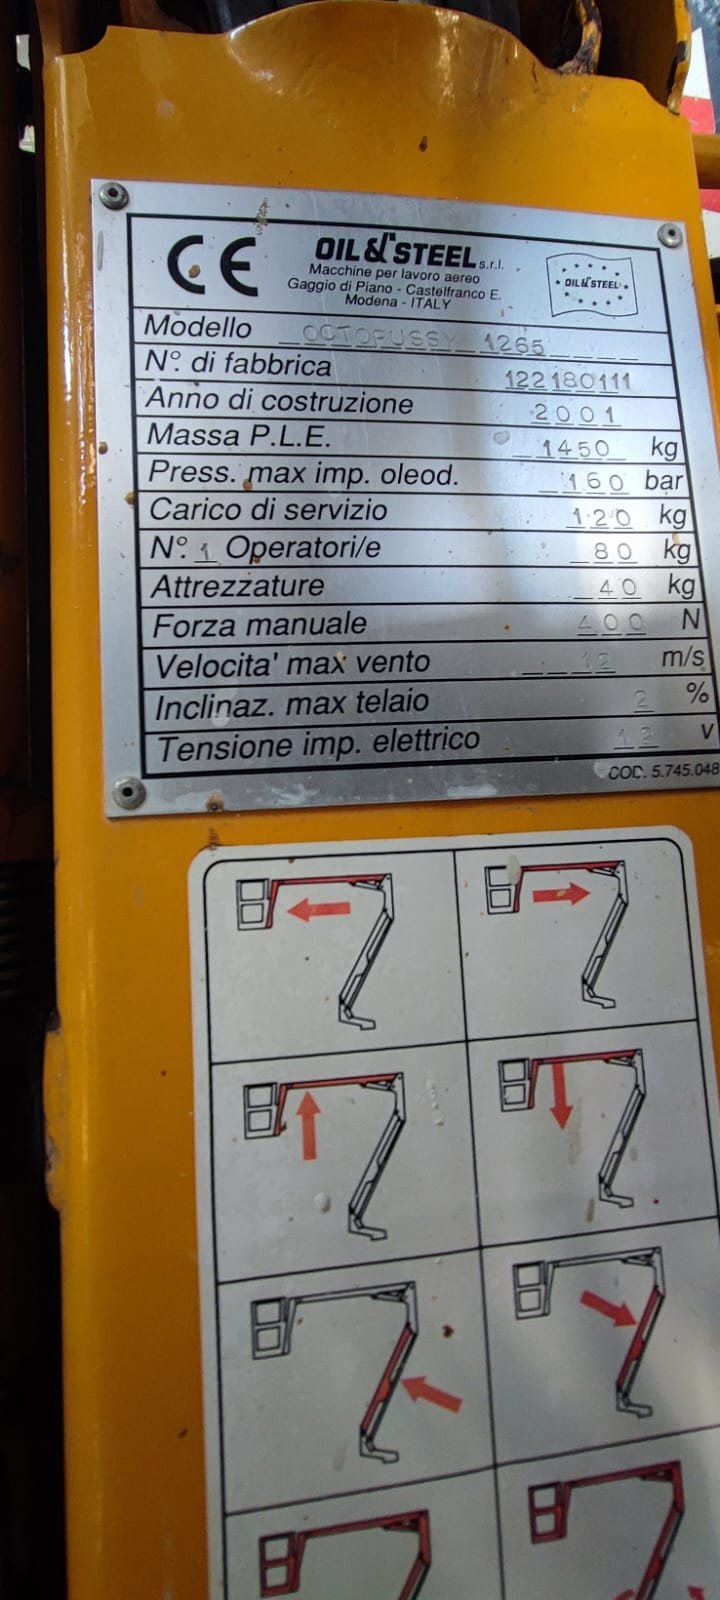 CE
OIL & STEEL s.r.l.
Macchine per lavoro aereo
Gaggio di Piano - Castelfranco E.
Modena - ITALY
OIL & STEEL
Modello OCTOPUSSY 1265
N° di fabbrica 122180111
Anno di costruzione 2001
Massa P.L.E. 1450 kg
Press. max imp. oleod. 160 bar
Carico di servizio 120 kg
N° 1 Operatori/e 80 kg
Attrezzature 40 kg
Forza manuale 400 N
Velocita' max vento 12 m/s
Inclinaz. max telaio 2 %
Tensione imp. elettrico 12 V
COD. 5.745.048